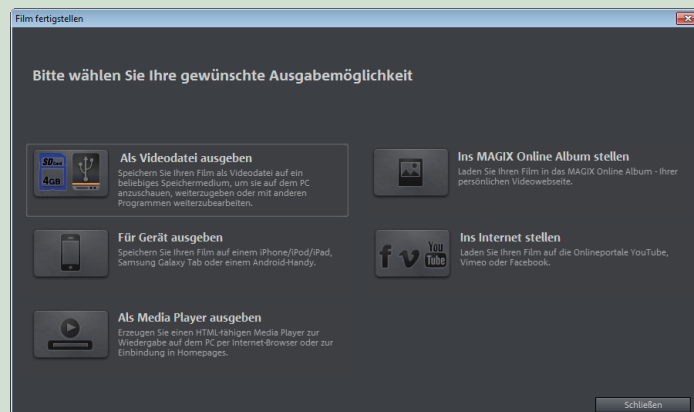 Film fertigstellen
Bitte wählen Sie Ihre gewünschte Ausgabemöglichkeit
SD Card
4GB
Als Videodatei ausgeben
Speichern Sie Ihren Film als Videodatei auf ein
beliebiges Speichermedium, um sie auf dem PC
anzuschauen, weiterzugeben oder mit anderen
Programmen weiterzubearbeiten.
Für Gerät ausgeben
Speichern Sie Ihren Film auf einem iPhone/iPod/iPad,
Samsung Galaxy Tab oder einem Android-Handy.
Als Media Player ausgeben
Erzeugen Sie einen HTML-fähigen Media Player zur
Wiedergabe auf dem PC per Internet-Browser oder zur
Einbindung in Homepages.
Ins MAGIX Online Album stellen
Laden Sie Ihren Film in das MAGIX Online Album - Ihrer
persönlichen Videowebseite.
f v You
Tube
Ins Internet stellen
Laden Sie Ihren Film auf die Onlineportale YouTube,
Vimeo oder Facebook.
Schließen